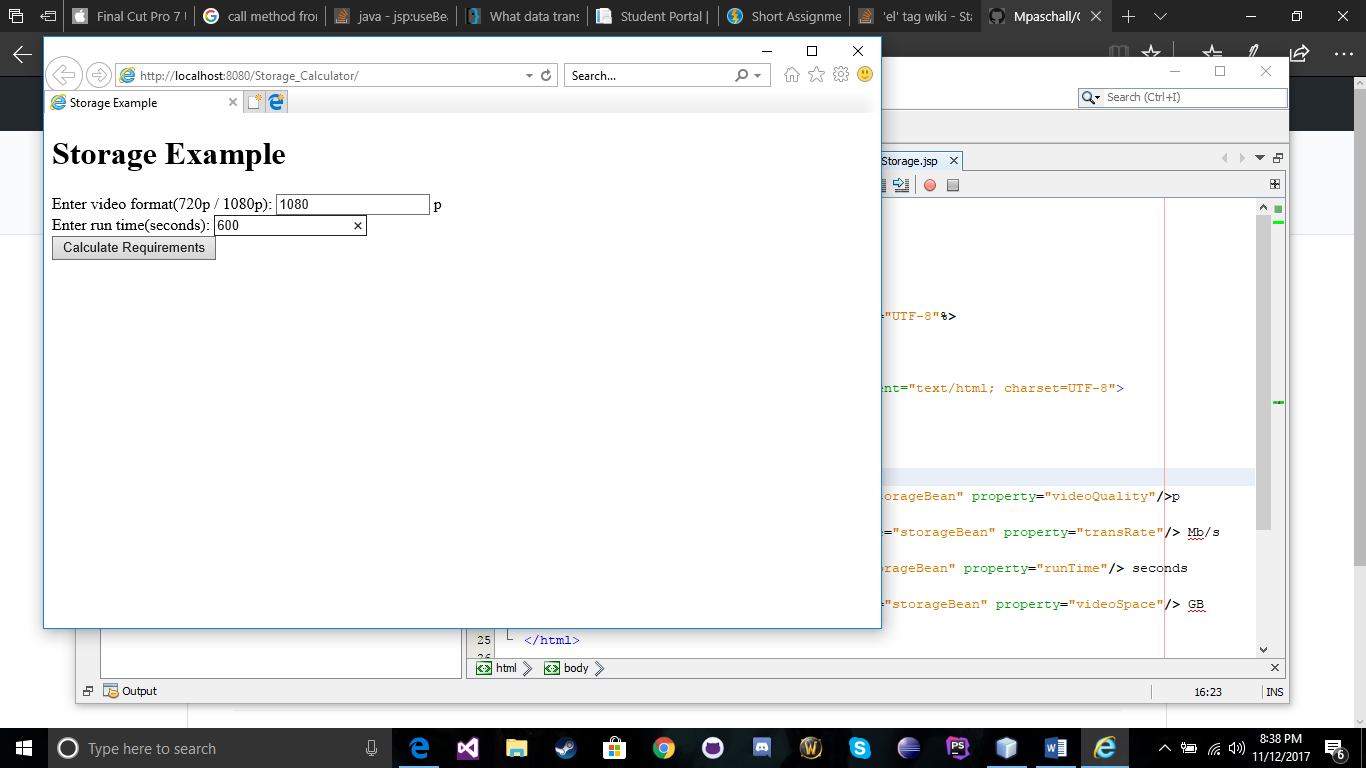 Final Cut Pro 7 U
call method from
java - jsp:useBea
What data trans
Student Portal |
Short Assignme
'el' tag wiki - Sta
Mpaschall/C
http://localhost:8080/Storage_Calculator/
Search...
Storage Example
Search (Ctrl+I)
Storage Example
Storage.jsp
Enter video format(720p / 1080p): 1080 p
Enter run time(seconds): 600
Calculate Requirements
="UTF-8"%>
ent="text/html; charset=UTF-8">
orageBean" property="videoQuality"/>p
="storageBean" property="transRate"/> Mb/s
rageBean" property="runTime"/> seconds
="storageBean" property="videoSpace"/> GB
25 </html>
26
html body
Output
16:23 INS
Type here to search
PS
8:38 PM
11/12/2017
6